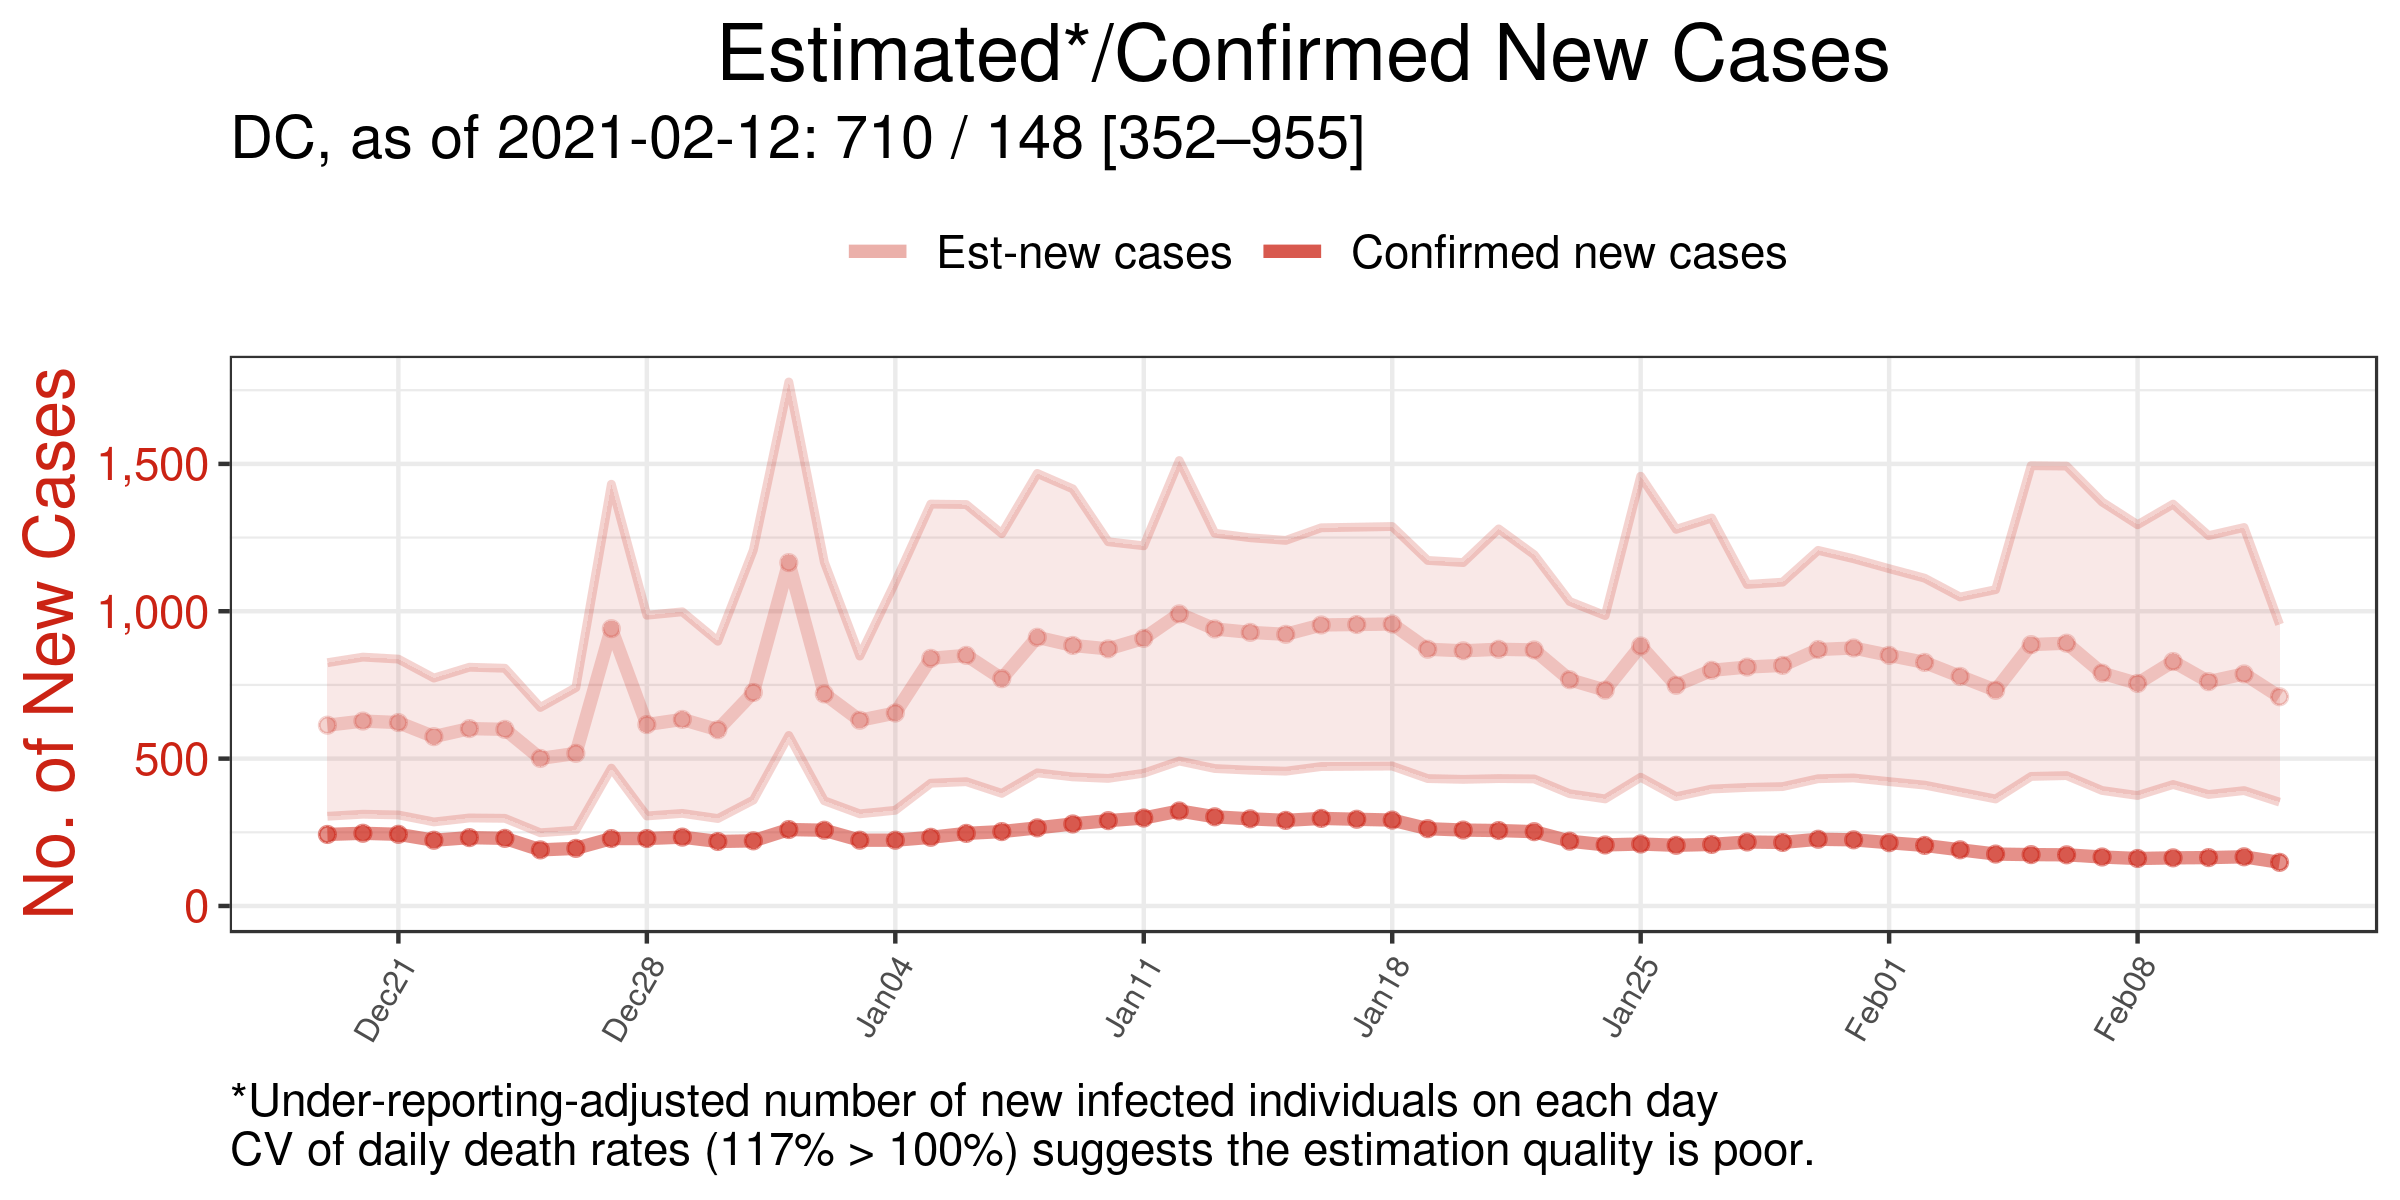 Estimated*/Confirmed New Cases
DC, as of 2021-02-12: 710 / 148 [352–955]
Est-new cases
Confirmed new cases
No. of New Cases
1,500
1,000
500
0
Dec21
Dec28
Jan04
Jan11
Jan18
Jan25
Feb01
Feb08
*Under-reporting-adjusted number of new infected individuals on each day
CV of daily death rates (117% > 100%) suggests the estimation quality is poor.